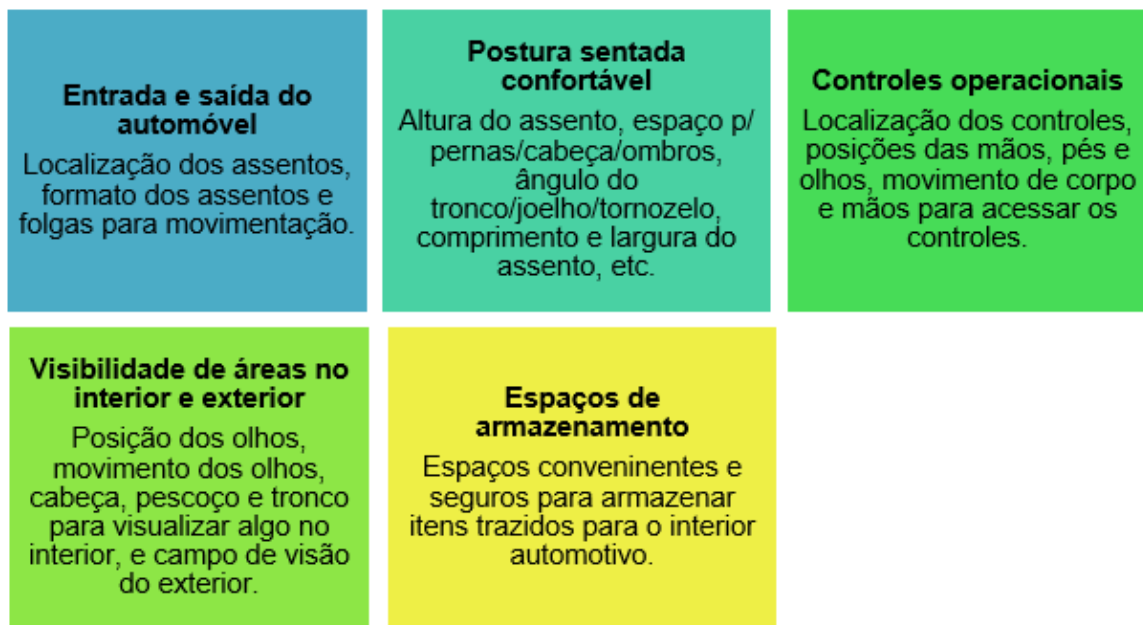 Entrada e saída do
automóvel
Localização dos assentos,
formato dos assentos e
folgas para movimentação.
Postura sentada
confortável
Altura do assento, espaço p/
pernas/cabeça/ombros,
ângulo do
tronco/joelho/tornozelo,
comprimento e largura do
assento, etc.
Controles operacionais
Localização dos controles,
posições das mãos, pés e
olhos, movimento de corpo
e mãos para acessar os
controles.
Visibilidade de áreas no
interior e exterior
Posição dos olhos,
movimento dos olhos,
cabeça, pescoço e tronco
para visualizar algo no
interior, e campo de visão
do exterior.
Espaços de
armazenamento
Espaços conveninentes e
seguros para armazenar
itens trazidos para o interior
automotivo.